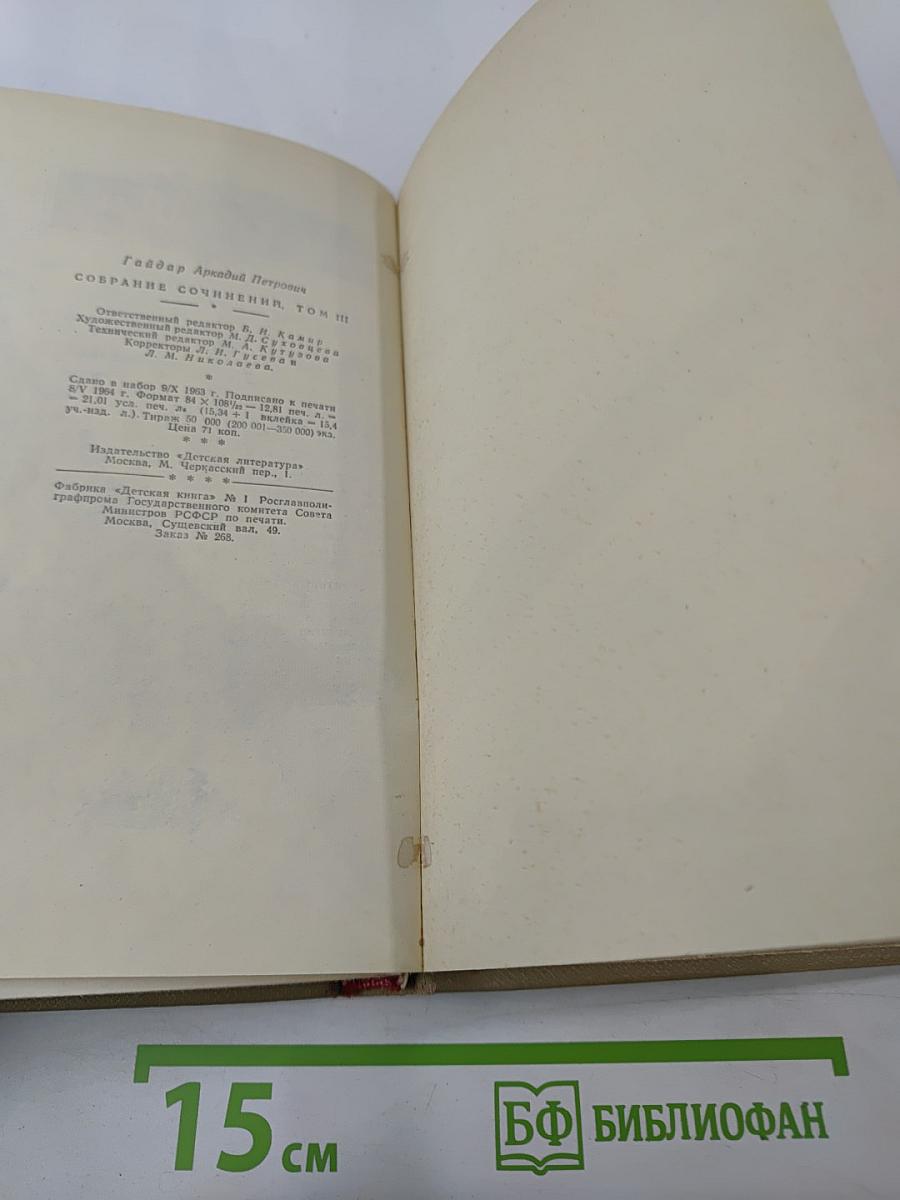 Гайдар Аркадий Петрович
СОБРАНИЕ СОЧИНЕНИЙ, ТОМ III
*
Ответственный редактор Б. И. Камир
Художественный редактор М. Д. Суховцева
Технический редактор М. А. Кутузова
Корректоры Л. И. Гусева и
Л. М. Николаева.
*
Сдано в набор 9/X 1963 г. Подписано к печати
8/V 1964 г. Формат 84 × 108¹/₃₂ — 12,81 печ. л. =
= 21,01 усл. печ. л. (15,34 + 1 вклейка = 15,4
уч.-изд. л.). Тираж 50 000 (200 001—350 000) экз.
Цена 71 коп.
* * *
Издательство «Детская литература»
Москва, М. Черкасский пер., 1.
* * * *
Фабрика «Детская книга» № 1 Росглавполи-
графпрома Государственного комитета Совета
Министров РСФСР по печати.
Москва, Сущевский вал, 49.
Заказ № 268.
15 см
БФ БИБЛИОФАН